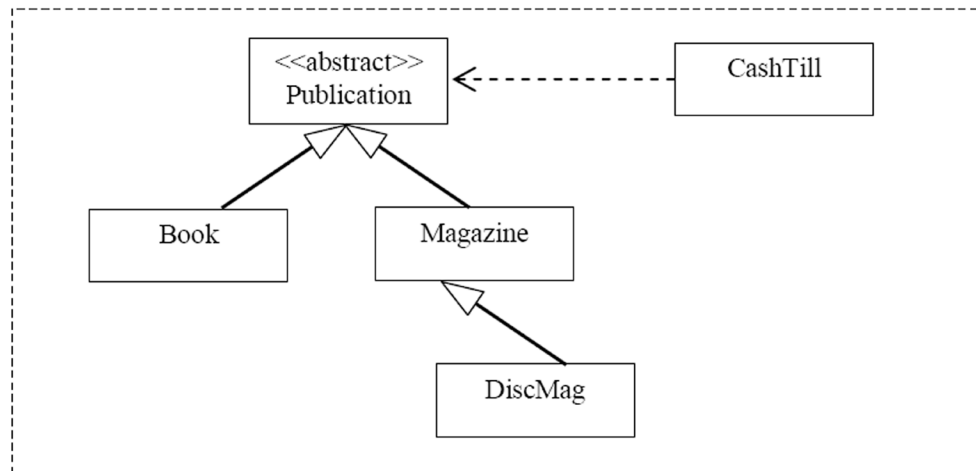 <<abstract>>
Publication
CashTill
Book
Magazine
DiscMag